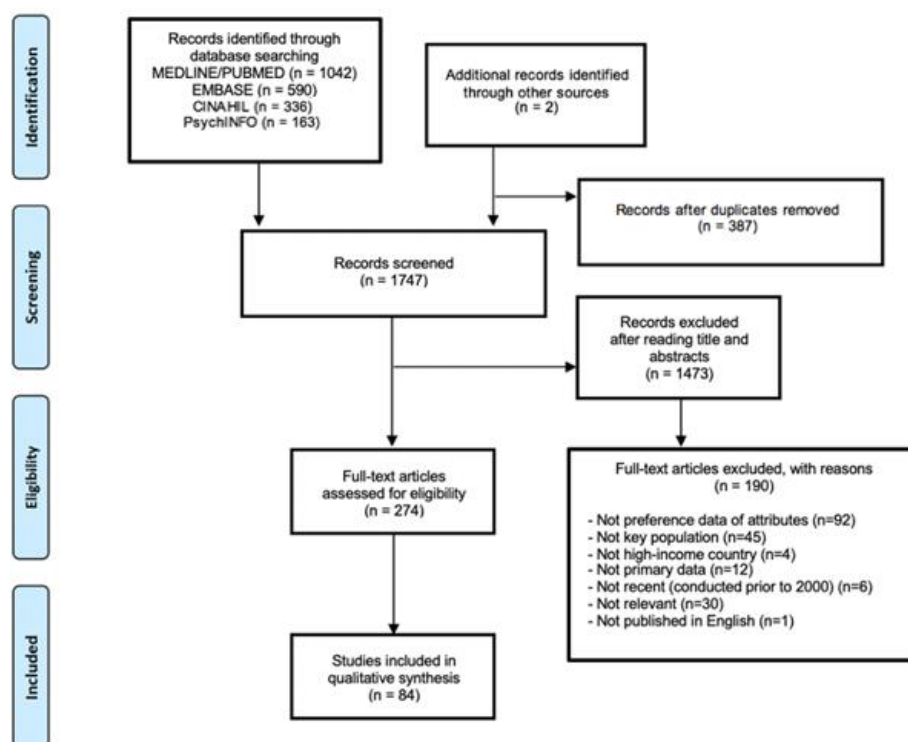 Identification
Records identified through
database searching
MEDLINE/PUBMED (n = 1042)
EMBASE (n = 590)
CINAHIL (n = 336)
PsychINFO (n = 163)
Additional records identified
through other sources
(n = 2)
Records after duplicates removed
(n = 387)
Screening
Records screened
(n = 1747)
Records excluded
after reading title and
abstracts
(n = 1473)
Eligibility
Full-text articles
assessed for eligibility
(n = 274)
Full-text articles excluded, with reasons
(n = 190)
- Not preference data of attributes (n=92)
- Not key population (n=45)
- Not high-income country (n=4)
- Not primary data (n=12)
- Not recent (conducted prior to 2000) (n=6)
- Not relevant (n=30)
- Not published in English (n=1)
Included
Studies included in
qualitative synthesis
(n = 84)